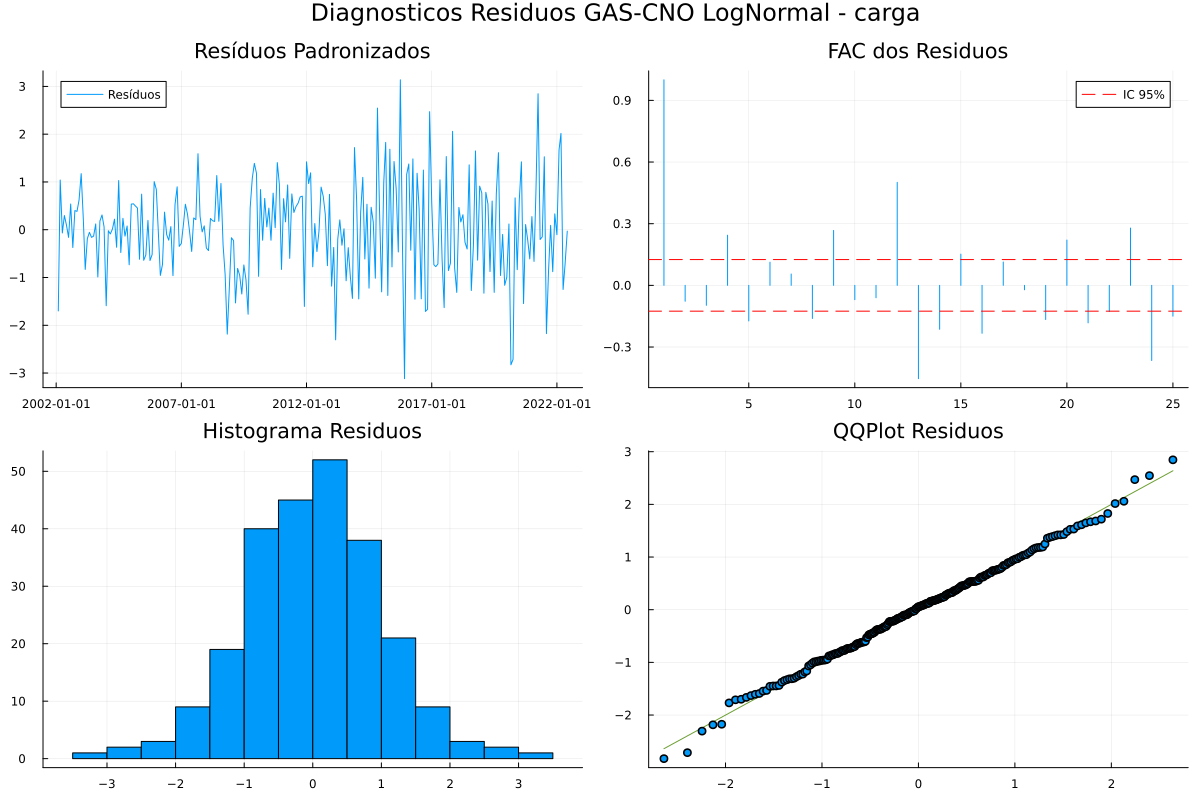 Diagnosticos Residuos GAS-CNO LogNormal - carga
Resíduos Padronizados
Resíduos
3
2
1
0
−1
−2
−3
2002-01-01 2007-01-01 2012-01-01 2017-01-01 2022-01-01
FAC dos Residuos
IC 95%
0.9
0.6
0.3
0.0
−0.3
5 10 15 20 25
Histograma Residuos
50
40
30
20
10
0
−3 −2 −1 0 1 2 3
QQPlot Residuos
3
2
1
0
−1
−2
−2 −1 0 1 2